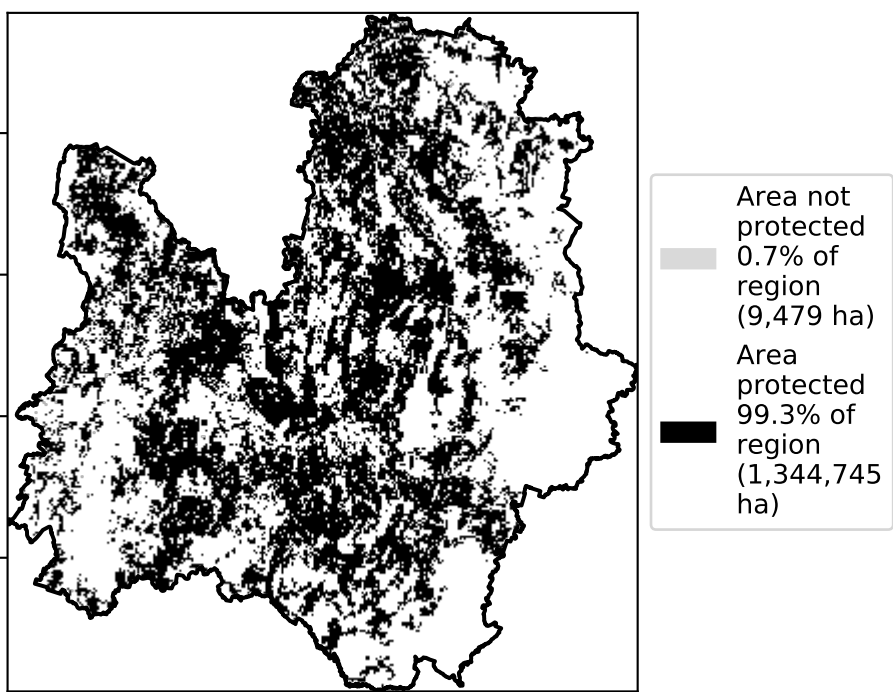 Area not
protected
0.7% of
region
(9,479 ha)
Area
protected
99.3% of
region
(1,344,745
ha)